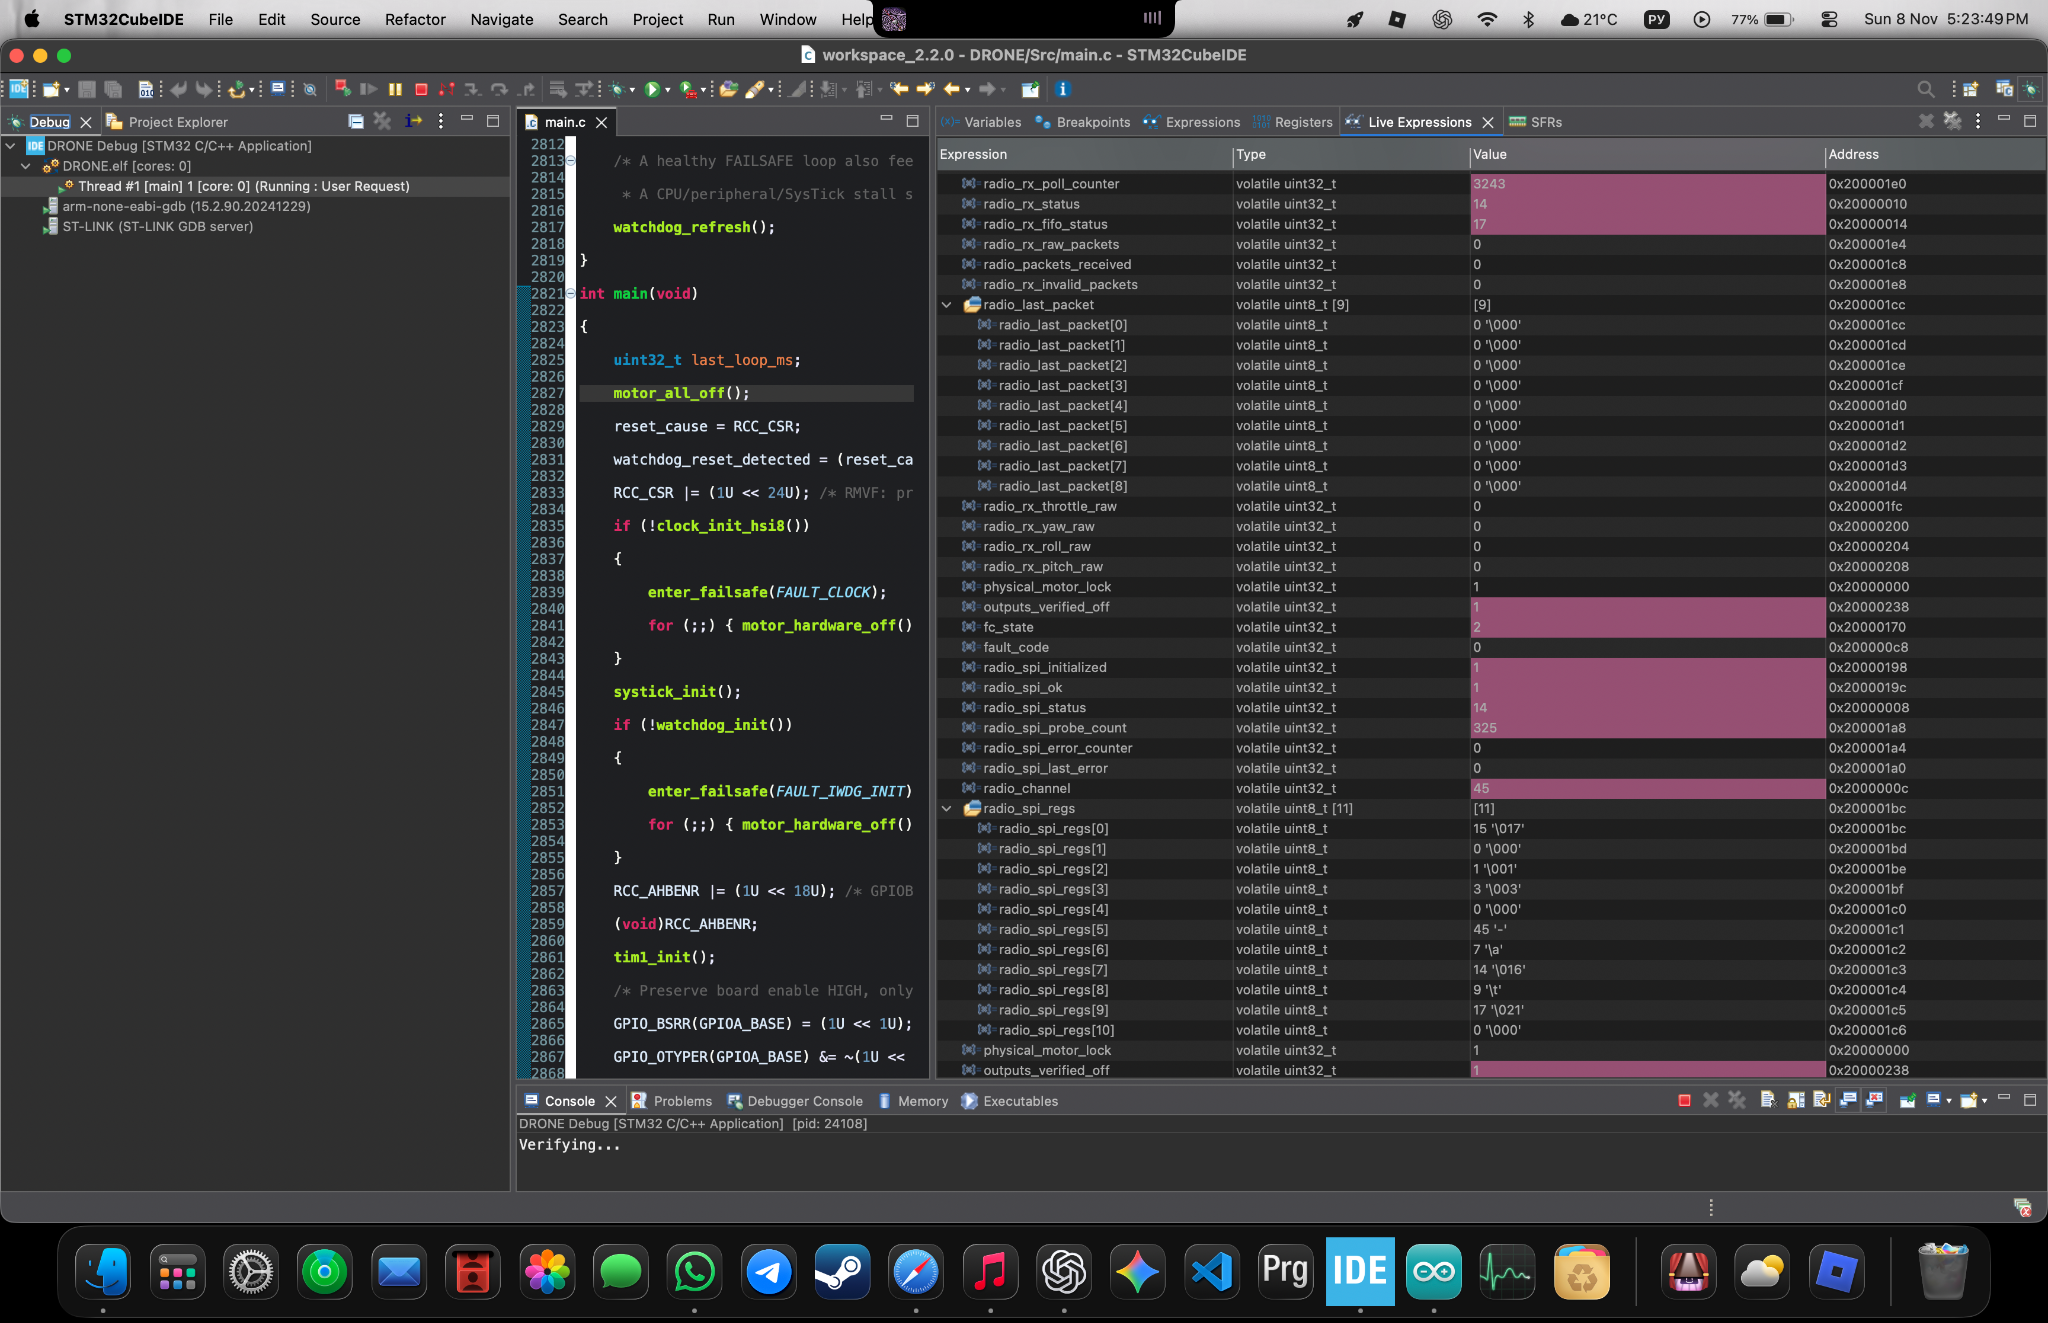 STM32CubeIDE File Edit Source Refactor Navigate Search Project Run Window Help 21°C РУ 77% Sun 8 Nov 5:23:49 PM
workspace_2.2.0 - DRONE/Src/main.c - STM32CubeIDE
Debug
Project Explorer
DRONE Debug [STM32 C/C++ Application]
DRONE.elf [cores: 0]
Thread #1 [main] 1 [core: 0] (Running : User Request)
arm-none-eabi-gdb (15.2.90.20241229)
ST-LINK (ST-LINK GDB server)
main.c
2812
2813 /* A healthy FAILSAFE loop also fee
2814
2815 * A CPU/peripheral/SysTick stall s
2816
2817 watchdog_refresh();
2818
2819 }
2820
2821 int main(void)
2822
2823 {
2824
2825 uint32_t last_loop_ms;
2826
2827 motor_all_off();
2828
2829 reset_cause = RCC_CSR;
2830
2831 watchdog_reset_detected = (reset_ca
2832
2833 RCC_CSR |= (1U << 24U); /* RMVF: pr
2834
2835 if (!clock_init_hsi8())
2836
2837 {
2838
2839 enter_failsafe(FAULT_CLOCK);
2840
2841 for (;;) { motor_hardware_off()
2842
2843 }
2844
2845 systick_init();
2846
2847 if (!watchdog_init())
2848
2849 {
2850
2851 enter_failsafe(FAULT_IWDG_INIT)
2852
2853 for (;;) { motor_hardware_off()
2854
2855 }
2856
2857 RCC_AHBENR |= (1U << 18U); /* GPIOB
2858
2859 (void)RCC_AHBENR;
2860
2861 tim1_init();
2862
2863 /* Preserve board enable HIGH, only
2864
2865 GPIO_BSRR(GPIOA_BASE) = (1U << 1U);
2866
2867 GPIO_OTYPER(GPIOA_BASE) &= ~(1U <<
2868
Variables Breakpoints Expressions Registers Live Expressions SFRs
Expression Type Value Address
radio_rx_poll_counter volatile uint32_t 3243 0x200001e0
radio_rx_status volatile uint32_t 14 0x20000010
radio_rx_fifo_status volatile uint32_t 17 0x20000014
radio_rx_raw_packets volatile uint32_t 0 0x200001e4
radio_packets_received volatile uint32_t 0 0x200001c8
radio_rx_invalid_packets volatile uint32_t 0 0x200001e8
radio_last_packet volatile uint8_t [9] [9] 0x200001cc
radio_last_packet[0] volatile uint8_t 0 '\000' 0x200001cc
radio_last_packet[1] volatile uint8_t 0 '\000' 0x200001cd
radio_last_packet[2] volatile uint8_t 0 '\000' 0x200001ce
radio_last_packet[3] volatile uint8_t 0 '\000' 0x200001cf
radio_last_packet[4] volatile uint8_t 0 '\000' 0x200001d0
radio_last_packet[5] volatile uint8_t 0 '\000' 0x200001d1
radio_last_packet[6] volatile uint8_t 0 '\000' 0x200001d2
radio_last_packet[7] volatile uint8_t 0 '\000' 0x200001d3
radio_last_packet[8] volatile uint8_t 0 '\000' 0x200001d4
radio_rx_throttle_raw volatile uint32_t 0 0x200001fc
radio_rx_yaw_raw volatile uint32_t 0 0x20000200
radio_rx_roll_raw volatile uint32_t 0 0x20000204
radio_rx_pitch_raw volatile uint32_t 0 0x20000208
physical_motor_lock volatile uint32_t 1 0x20000000
outputs_verified_off volatile uint32_t 1 0x20000238
fc_state volatile uint32_t 2 0x20000170
fault_code volatile uint32_t 0 0x200000c8
radio_spi_initialized volatile uint32_t 1 0x20000198
radio_spi_ok volatile uint32_t 1 0x2000019c
radio_spi_status volatile uint32_t 14 0x20000008
radio_spi_probe_count volatile uint32_t 325 0x200001a8
radio_spi_error_counter volatile uint32_t 0 0x200001a4
radio_spi_last_error volatile uint32_t 0 0x200001a0
radio_channel volatile uint32_t 45 0x2000000c
radio_spi_regs volatile uint8_t [11] [11] 0x200001bc
radio_spi_regs[0] volatile uint8_t 15 '\017' 0x200001bc
radio_spi_regs[1] volatile uint8_t 0 '\000' 0x200001bd
radio_spi_regs[2] volatile uint8_t 1 '\001' 0x200001be
radio_spi_regs[3] volatile uint8_t 3 '\003' 0x200001bf
radio_spi_regs[4] volatile uint8_t 0 '\000' 0x200001c0
radio_spi_regs[5] volatile uint8_t 45 '-' 0x200001c1
radio_spi_regs[6] volatile uint8_t 7 '\a' 0x200001c2
radio_spi_regs[7] volatile uint8_t 14 '\016' 0x200001c3
radio_spi_regs[8] volatile uint8_t 9 '\t' 0x200001c4
radio_spi_regs[9] volatile uint8_t 17 '\021' 0x200001c5
radio_spi_regs[10] volatile uint8_t 0 '\000' 0x200001c6
physical_motor_lock volatile uint32_t 1 0x20000000
outputs_verified_off volatile uint32_t 1 0x20000238
Console Problems Debugger Console Memory Executables
DRONE Debug [STM32 C/C++ Application] [pid: 24108]
Verifying...
Prg IDE